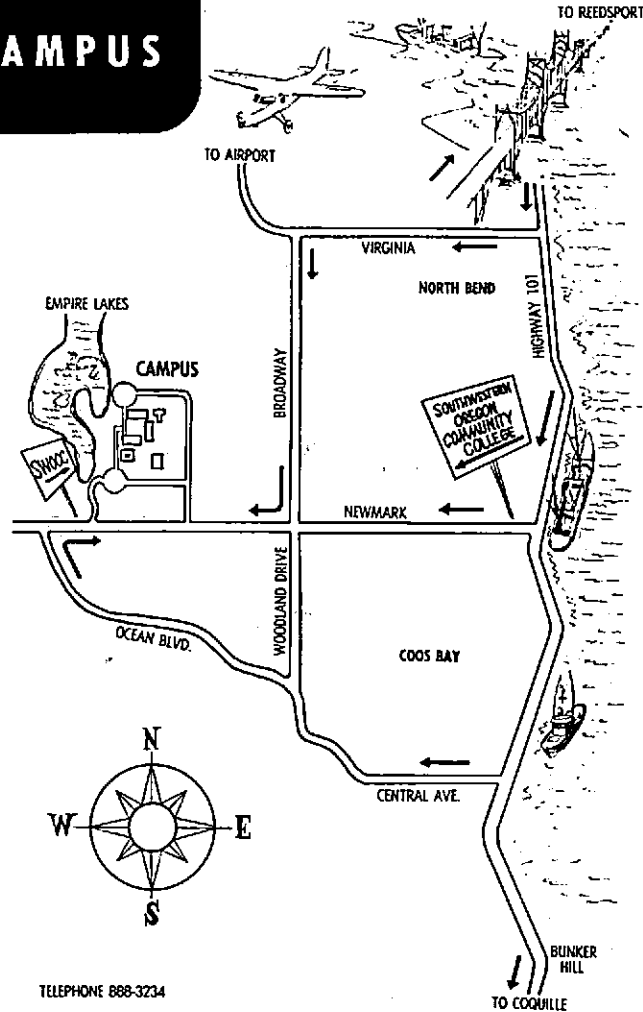 AMPUS
TO REEDSPORT
TO AIRPORT
VIRGINIA
NORTH BEND
HIGHWAY 101
EMPIRE LAKES
CAMPUS
BROADWAY
SOUTHWESTERN
OREGON
COMMUNITY
COLLEGE
SWOCC
NEWMARK
WOODLAND DRIVE
OCEAN BLVD.
COOS BAY
CENTRAL AVE.
N
W
E
S
BUNKER
HILL
TELEPHONE 888-3234
TO COQUILLE